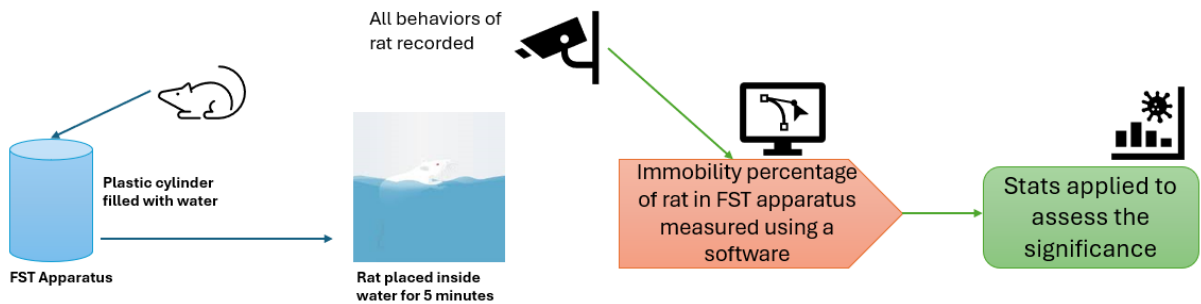 All behaviors of
rat recorded
Plastic cylinder
filled with water
FST Apparatus
Rat placed inside
water for 5 minutes
Immobility percentage
of rat in FST apparatus
measured using a
software
Stats applied to
assess the
significance